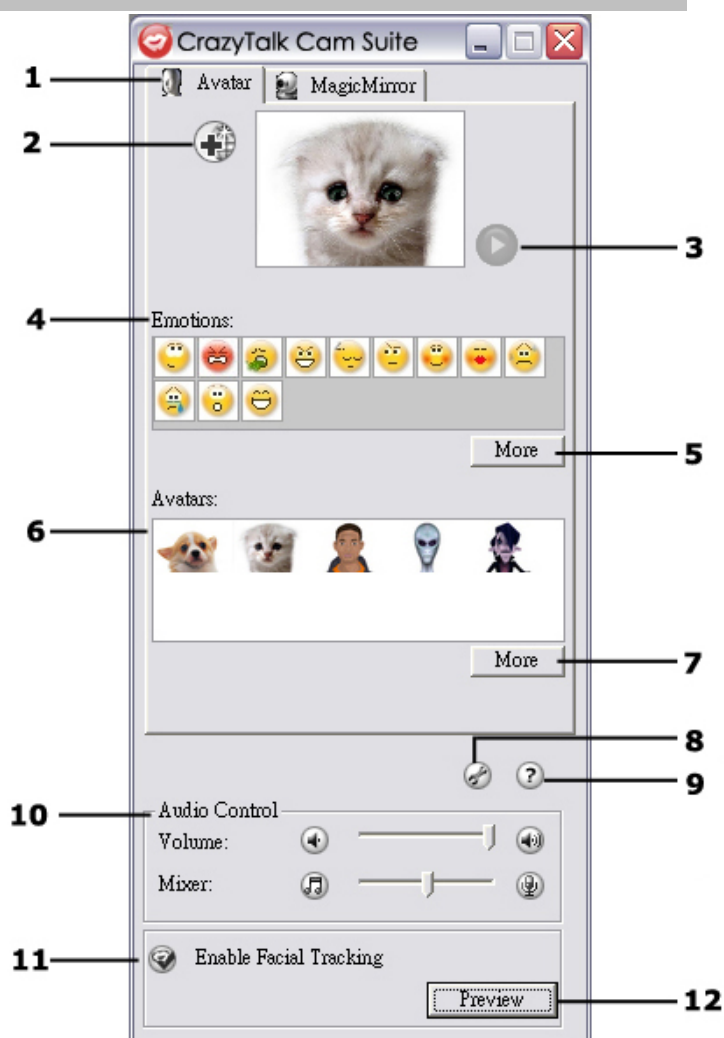 CrazyTalk Cam Suite
1 Avatar MagicMirror
2
3
4 Emotions:
More 5
Avatars:
6
More 7
8
? 9
10 Audio Control
Volume:
Mixer:
11 Enable Facial Tracking
Preview 12